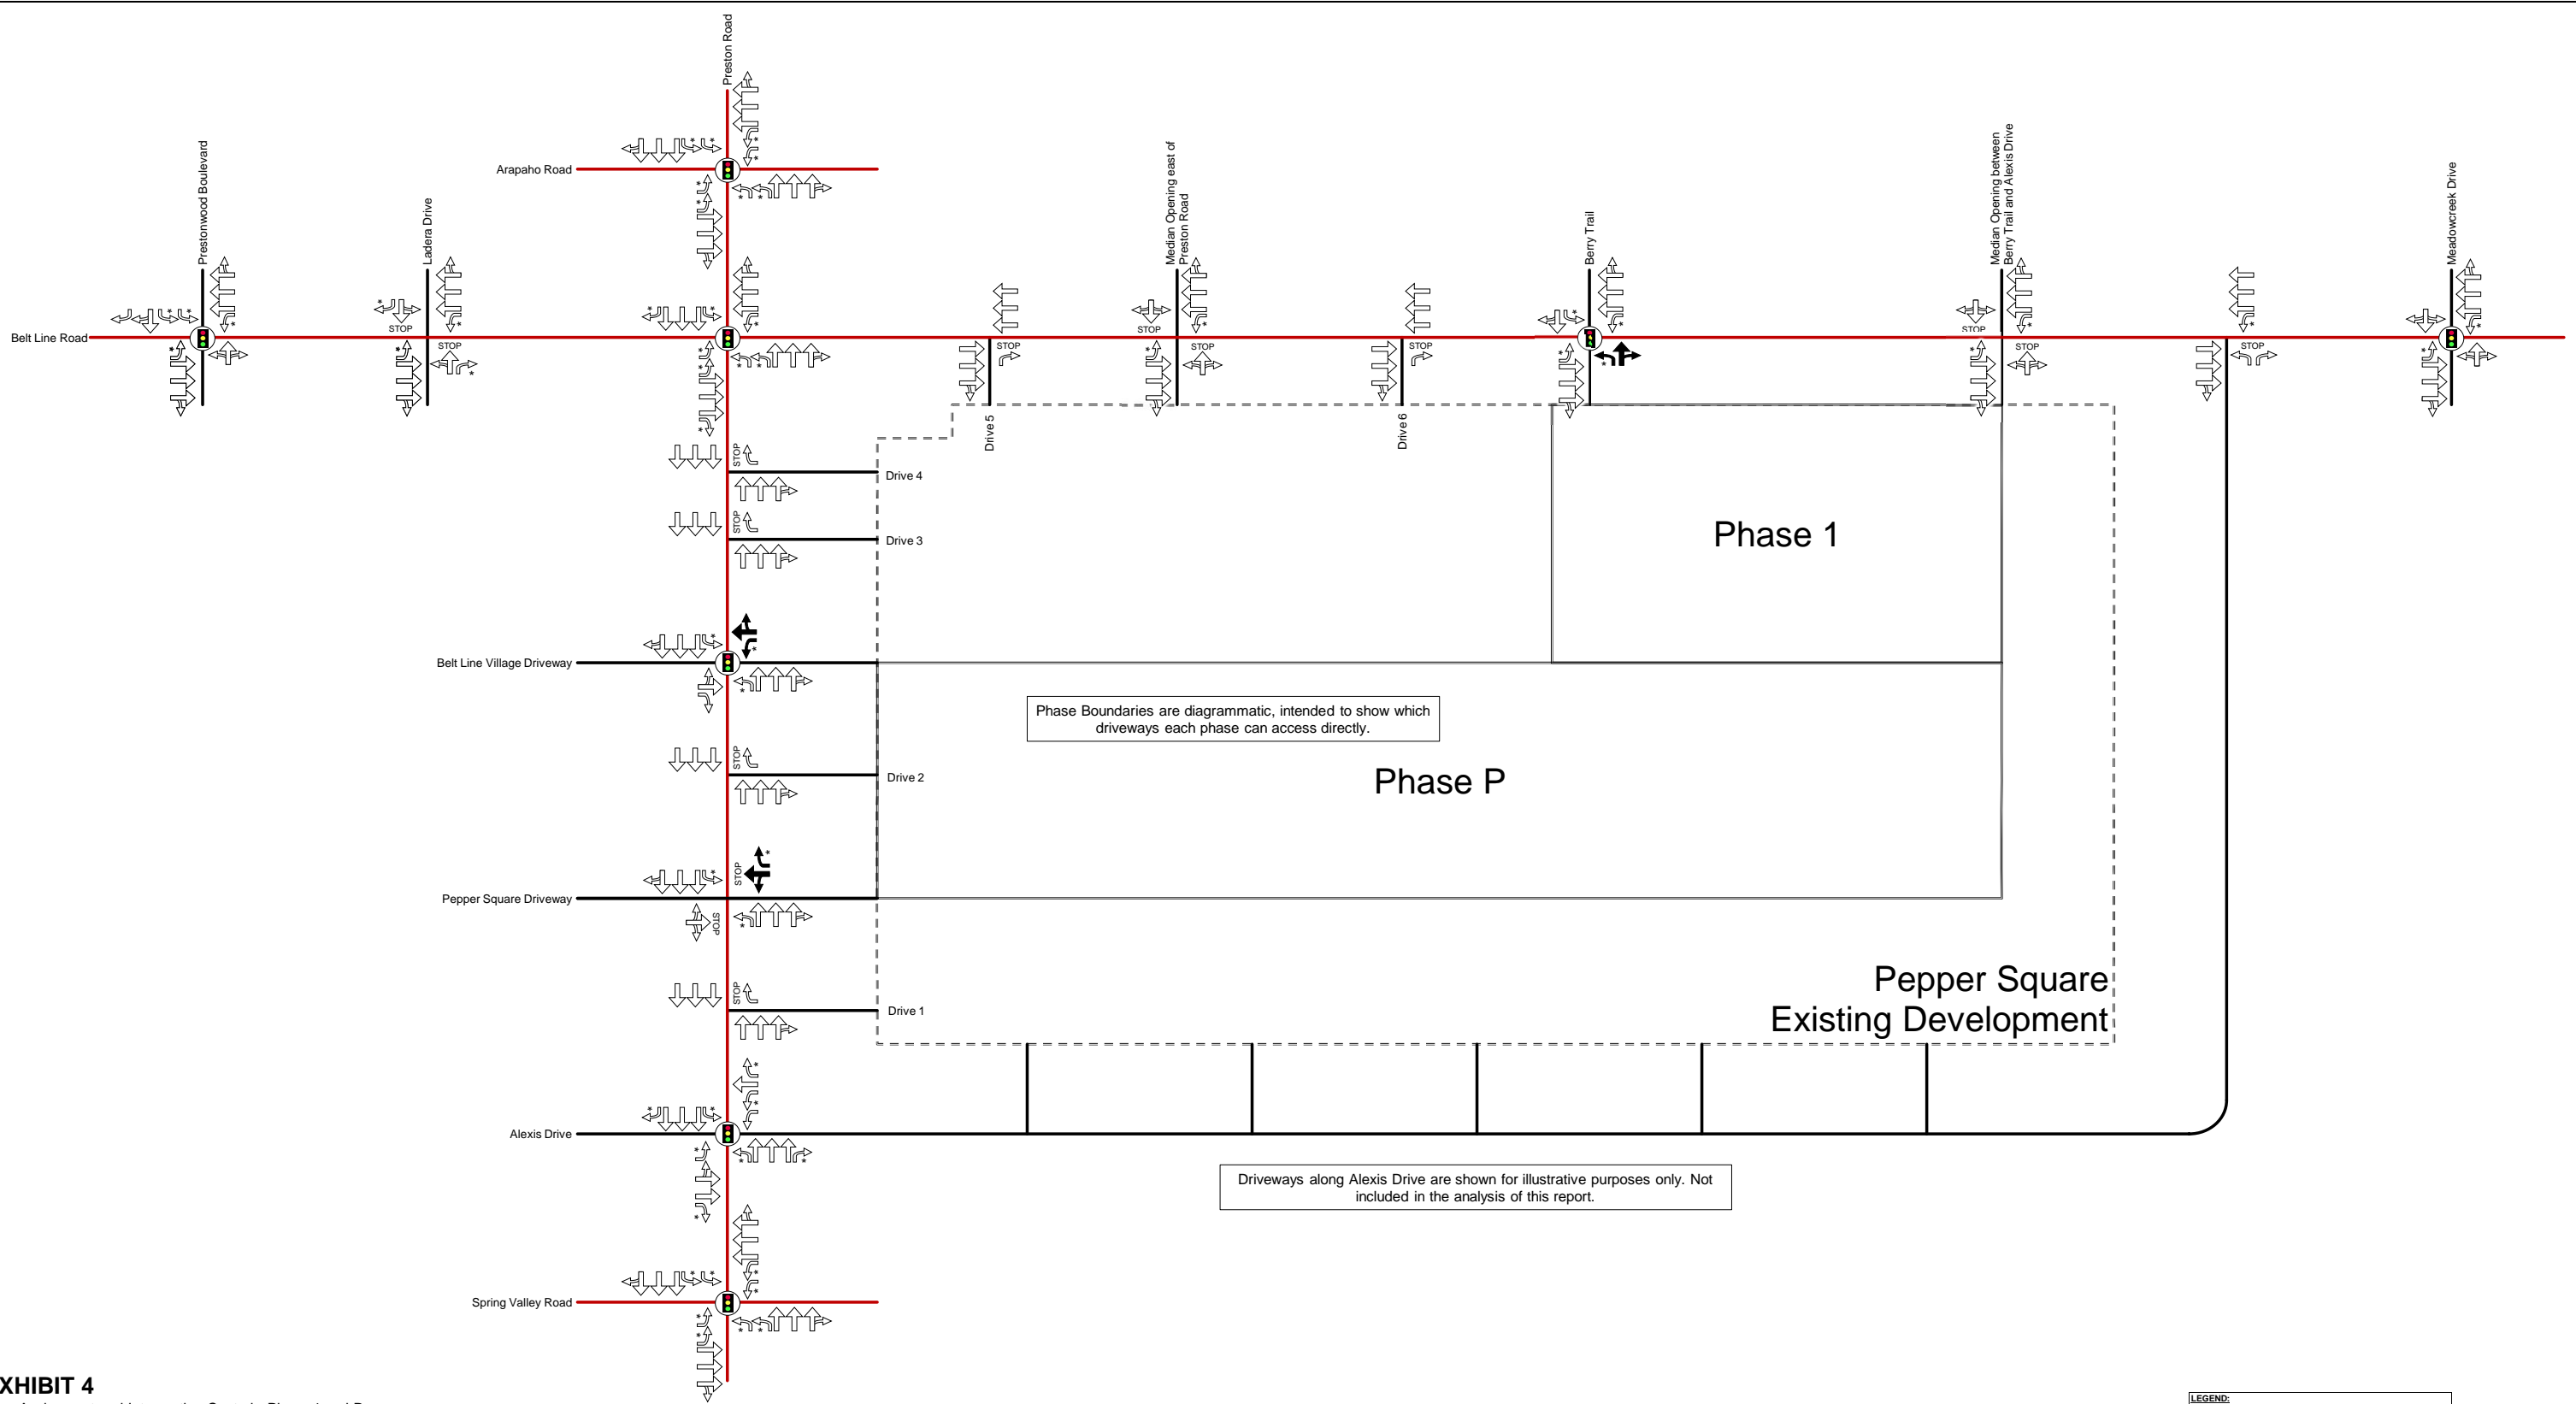 Preston Road
Prestonwood Boulevard
Ladera Drive
Median Opening east of
Preston Road
Berry Trail
Median Opening between
Berry Trail and Alexis Drive
Meadowcreek Drive
Arapaho Road
Belt Line Road
STOP
STOP
STOP
STOP
STOP
STOP
STOP
STOP
STOP
STOP
Drive 5
Drive 6
STOP
Drive 4
STOP
Drive 3
Phase 1
Belt Line Village Driveway
Phase Boundaries are diagrammatic, intended to show which
driveways each phase can access directly.
STOP
Drive 2
Phase P
STOP
Pepper Square Driveway
STOP
Pepper Square
Existing Development
STOP
Drive 1
Alexis Drive
Driveways along Alexis Drive are shown for illustrative purposes only. Not
included in the analysis of this report.
Spring Valley Road
XHIBIT 4
LEGEND: